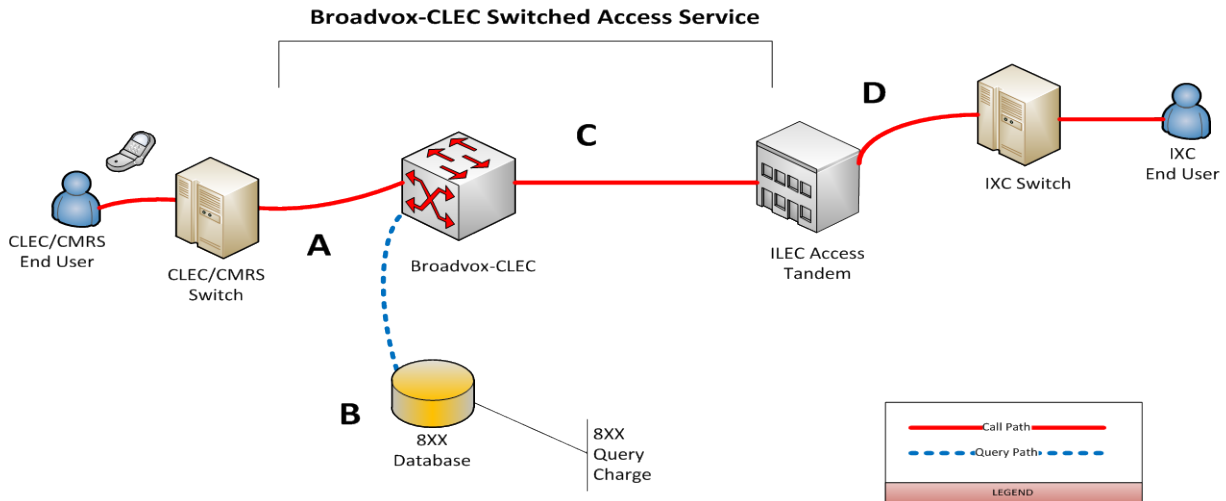 Broadvox-CLEC Switched Access Service
D
C
IXC
End User
IXC Switch
CLEC/CMRS
End User
A
CLEC/CMRS
Switch
Broadvox-CLEC
ILEC Access
Tandem
B
8XX
Database
8XX
Query
Charge
Call Path
Query Path
LEGEND